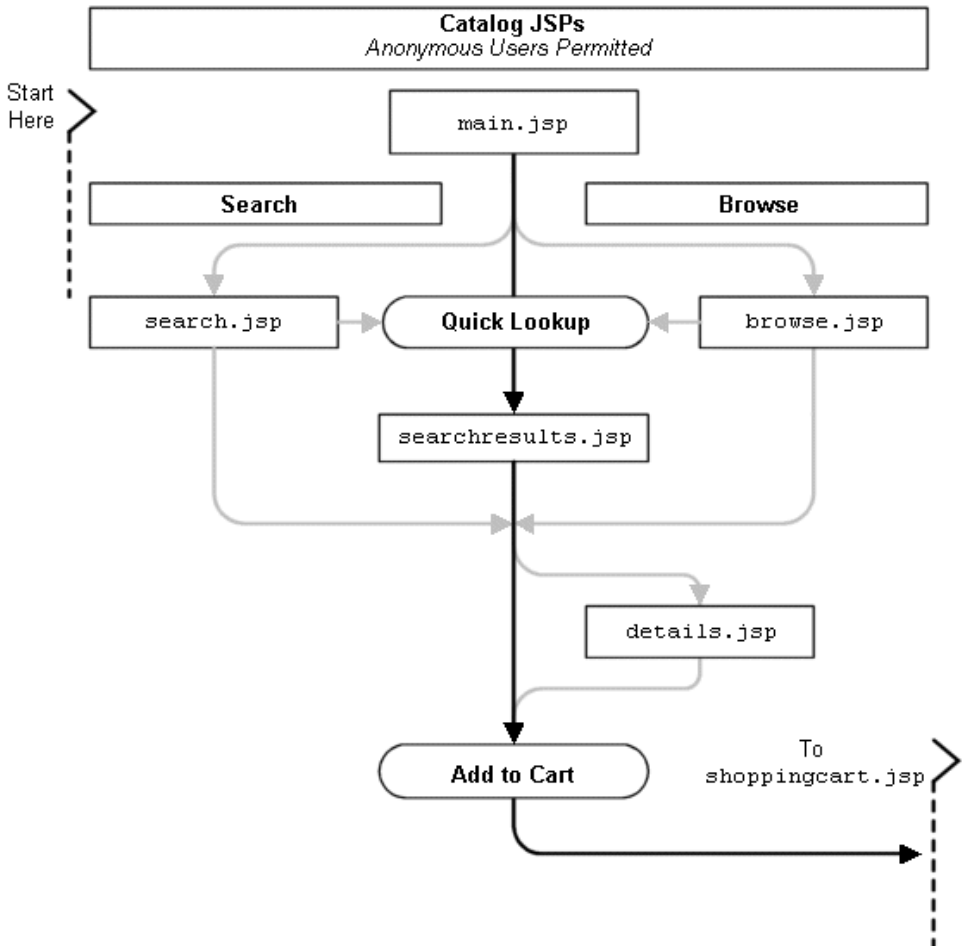 Catalog JSPs
Anonymous Users Permitted
Start
Here
main.jsp
Search
Browse
search.jsp
Quick Lookup
browse.jsp
searchresults.jsp
details.jsp
Add to Cart
To
shoppingcart.jsp